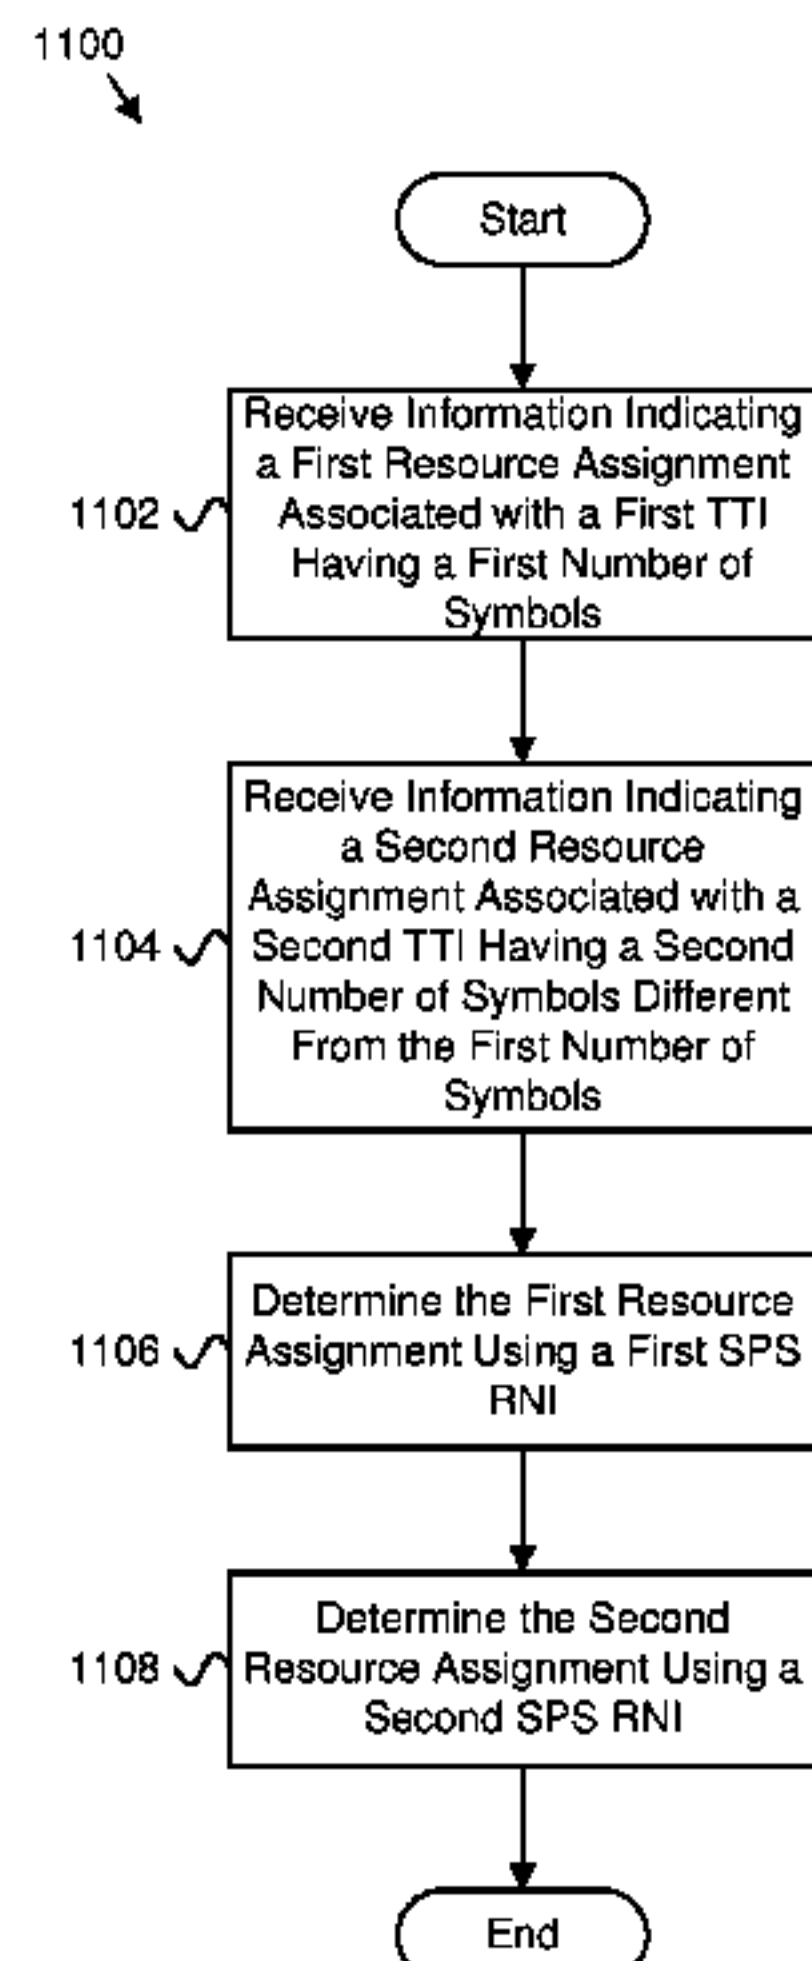 1100
Start
Receive Information Indicating
a First Resource Assignment
Associated with a First TTI
Having a First Number of
Symbols
1102
Receive Information Indicating
a Second Resource
Assignment Associated with a
Second TTI Having a Second
Number of Symbols Different
From the First Number of
Symbols
1104
Determine the First Resource
Assignment Using a First SPS
RNI
1106
Determine the Second
Resource Assignment Using a
Second SPS RNI
1108
End